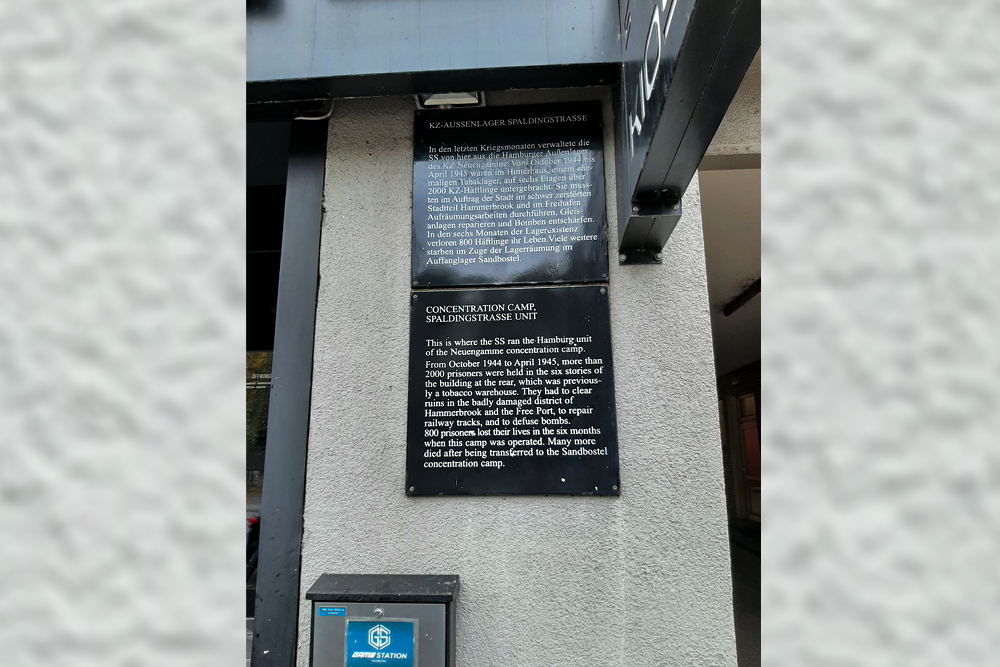 KZ-AUSSENLAGER SPALDINGSTRASSE
In den letzten Kriegsmonaten verwaltete die
SS von hier aus die Hamburger Außenlager
des KZ Neuengamme. Vom Oktober 1944 bis
April 1945 waren im Hinterhaus, einem ehe-
maligen Tabaklager, auf sechs Etagen über
2000 KZ-Häftlinge untergebracht. Sie muss-
ten im Auftrag der Stadt im schwer zerstörten
Stadtteil Hammerbrook und im Freihafen
Aufräumungsarbeiten durchführen, Gleis-
anlagen reparieren und Bomben entschärfen.
In den sechs Monaten der Lagerexistenz
verloren 800 Häftlinge ihr Leben. Viele weitere
starben im Zuge der Lagerräumung im
Auffanglager Sandbostel.
CONCENTRATION CAMP,
SPALDINGSTRASSE UNIT
This is where the SS ran the Hamburg unit
of the Neuengamme concentration camp.
From October 1944 to April 1945, more than
2000 prisoners were held in the six stories of
the building at the rear, which was previous-
ly a tobacco warehouse. They had to clear
ruins in the badly damaged district of
Hammerbrook and the Free Port, to repair
railway tracks, and to defuse bombs.
800 prisoners lost their lives in the six months
when this camp was operated. Many more
died after being transferred to the Sandbostel
concentration camp.
KIO
GS
GAME STATION